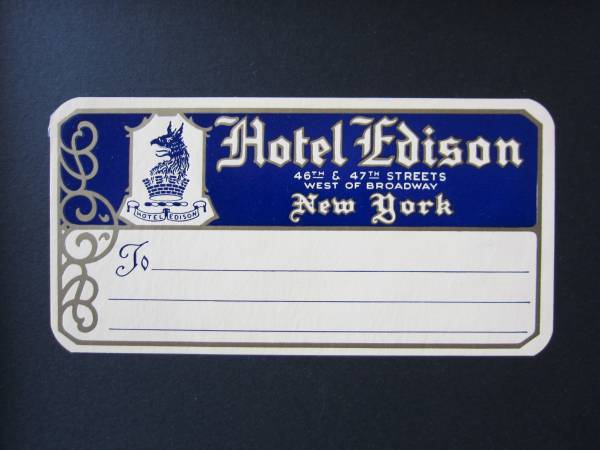 Hotel Edison
46TH & 47TH STREETS
WEST OF BROADWAY
New York
HOTEL EDISON
To